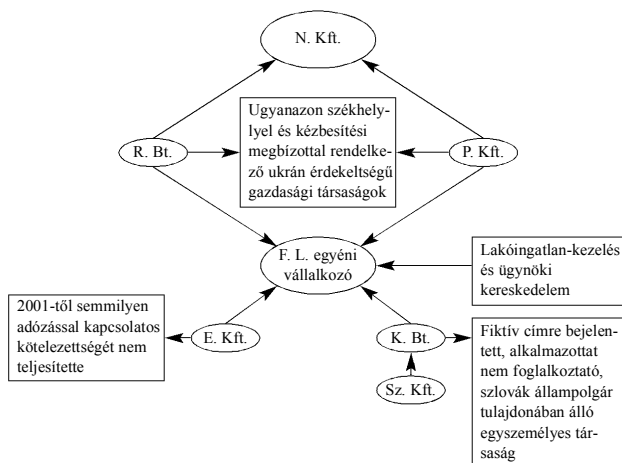 N. Kft.
Ugyanazon székhely-
lyel és kézbesítési
megbízottal rendelke-
ző ukrán érdekeltségű
gazdasági társaságok
R. Bt.
P. Kft.
F. L. egyéni
vállalkozó
Lakóingatlan-kezelés
és ügynöki
kereskedelem
2001-től semmilyen
adózással kapcsolatos
kötelezettségét nem
teljesítette
E. Kft.
K. Bt.
Sz. Kft.
Fiktív címre bejelen-
tett, alkalmazottat
nem foglalkoztató,
szlovák állampolgár
tulajdonában álló
egyszemélyes tár-
saság